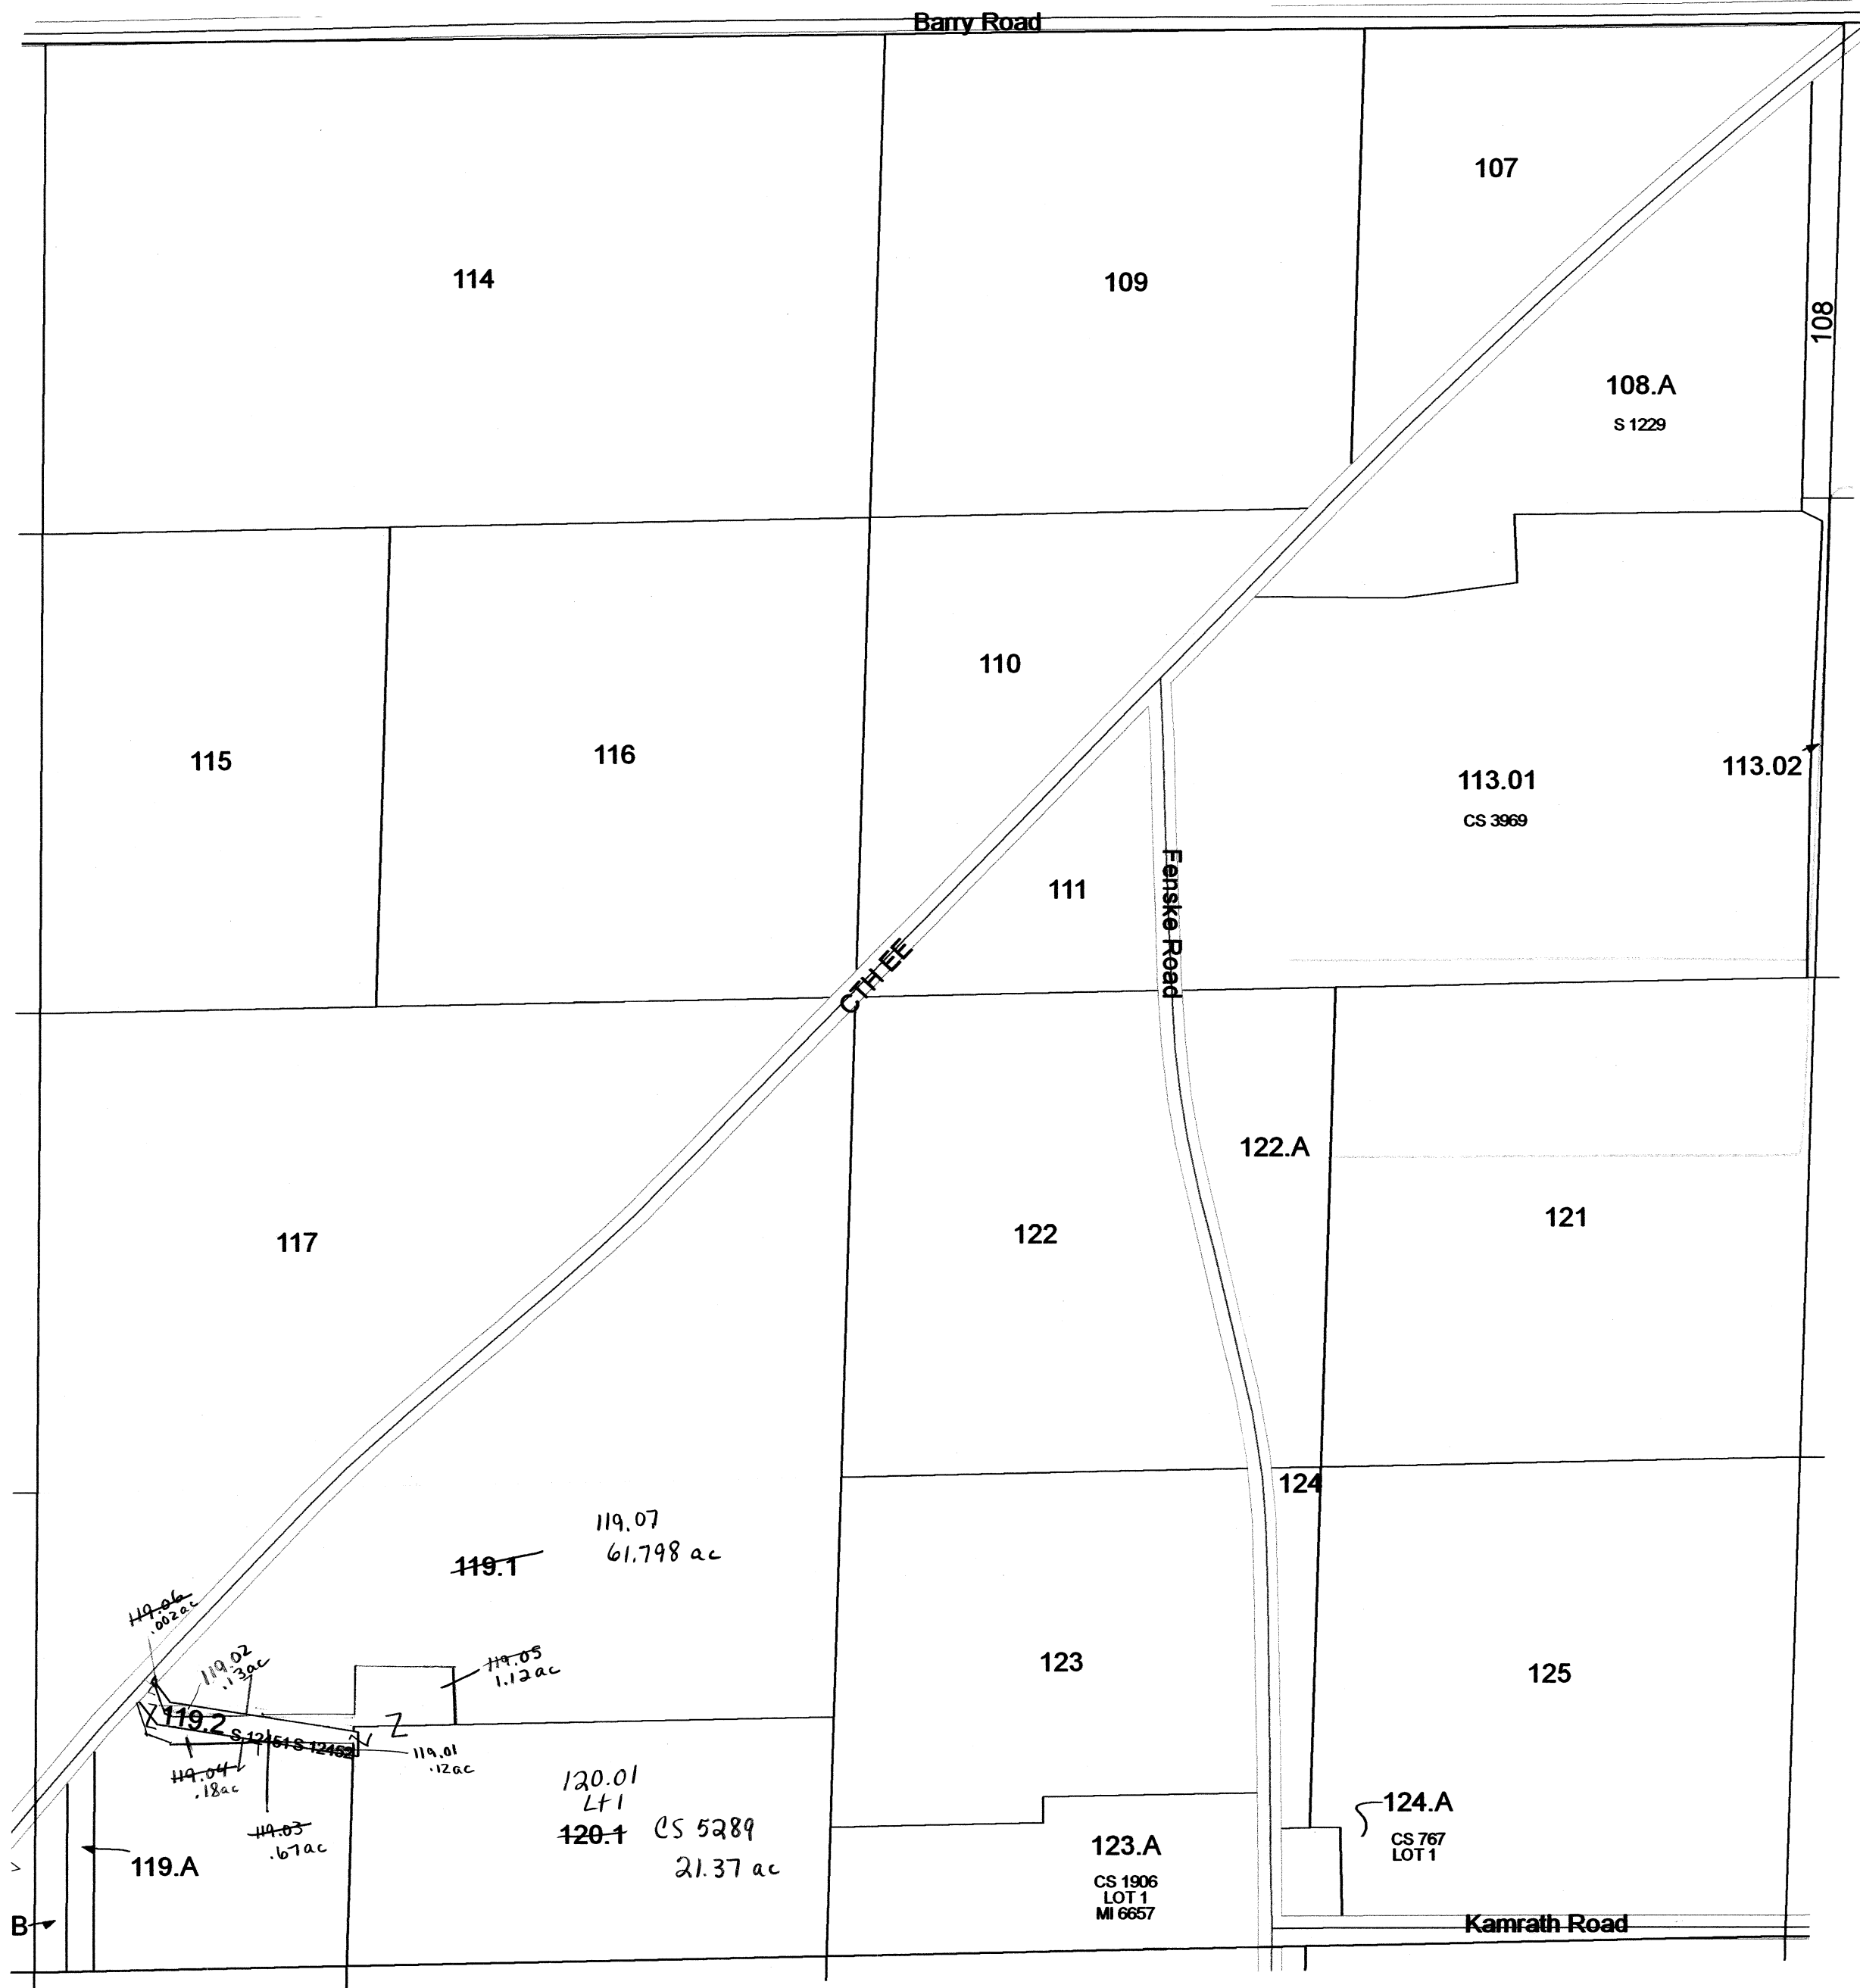 Barry Road
107
114
109
108
108.A
S 1229
110
115
116
113.01
CS 3969
113.02
111
Fenske Road
CTH EE
122.A
121
122
117
124
119.07
61.798 ac
119.1
119.06
.002ac
119.02
.13ac
119.05
1.12ac
123
125
119.2
S 12451 S 12452
Z
Z
Z
119.01
.12ac
119.04
.18ac
119.03
.67ac
120.01
Lt 1
120.1 CS 5289
21.37 ac
119.A
B
123.A
CS 1906
LOT 1
MI 6657
124.A
CS 767
LOT 1
Kamrath Road